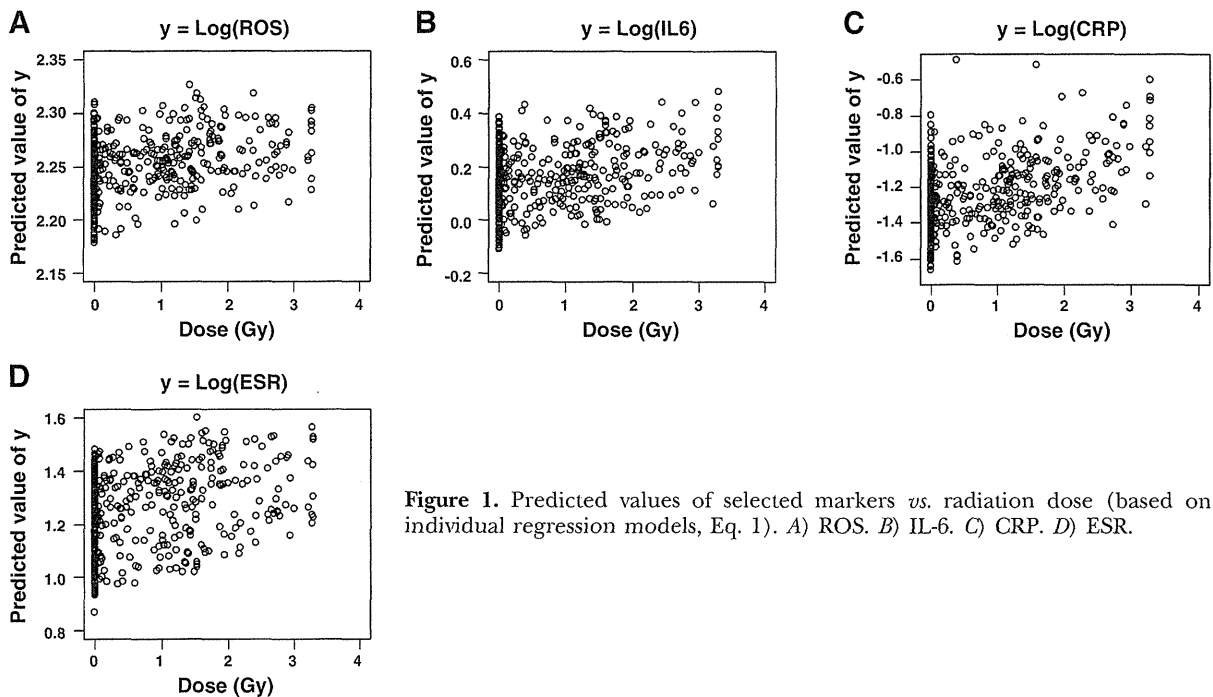 A
y = Log(ROS)
Predicted value of y
2.35
2.30
2.25
2.20
2.15
0 1 2 3 4
Dose (Gy)
B
y = Log(IL6)
Predicted value of y
0.6
0.4
0.2
0.0
-0.2
0 1 2 3 4
Dose (Gy)
C
y = Log(CRP)
Predicted value of y
-0.6
-0.8
-1.0
-1.2
-1.4
-1.6
0 1 2 3 4
Dose (Gy)
D
y = Log(ESR)
Predicted value of y
1.6
1.4
1.2
1.0
0.8
0 1 2 3 4
Dose (Gy)
Figure 1. Predicted values of selected markers vs. radiation dose (based on
individual regression models, Eq. 1). A) ROS. B) IL-6. C) CRP. D) ESR.